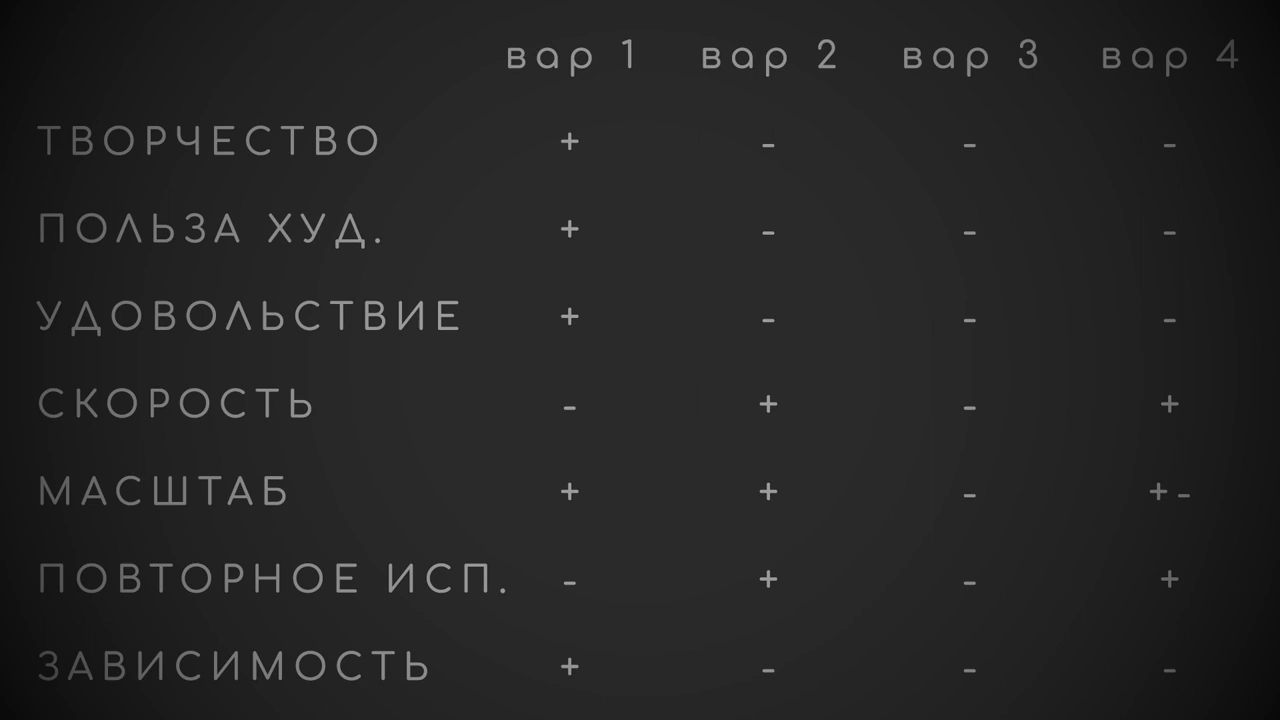 вар 1 вар 2 вар 3 вар 4
ТВОРЧЕСТВО + - - -
ПОЛЬЗА ХУД. + - - -
УДОВОЛЬСТВИЕ + - - -
СКОРОСТЬ - + - +
МАСШТАБ + + - +-
ПОВТОРНОЕ ИСП. - + - +
ЗАВИСИМОСТЬ + - - -